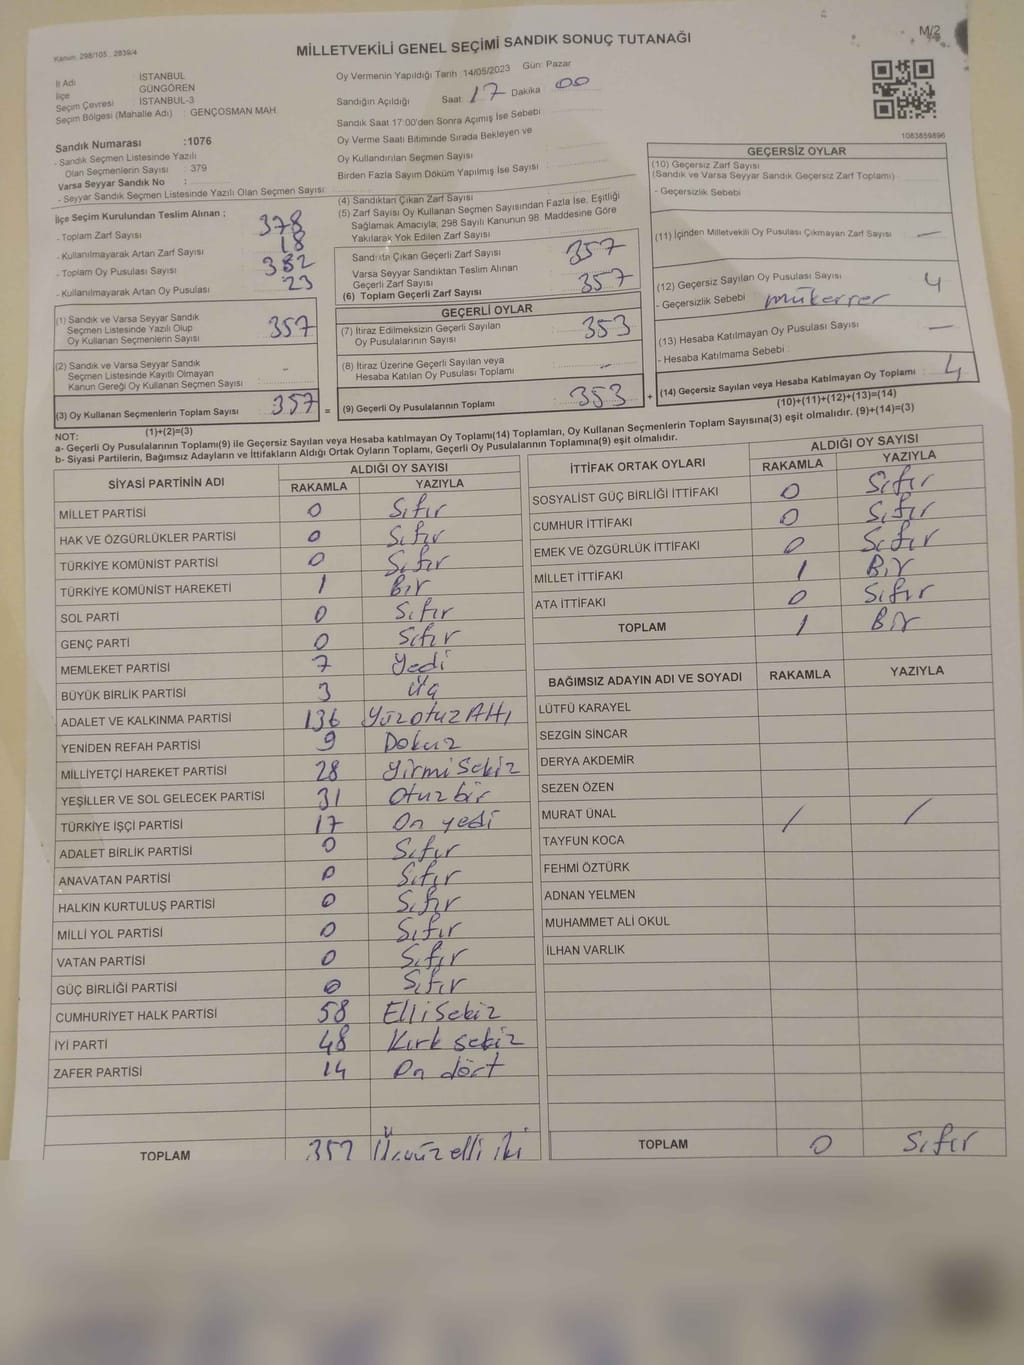 Kanun: 298/105 , 2839/4
M/2
MİLLETVEKİLİ GENEL SEÇİMİ SANDIK SONUÇ TUTANAĞI
İl Adı : İSTANBUL
İlçe GÜNGÖREN
Seçim Çevresi : İSTANBUL-3
Seçim Bölgesi (Mahalle Adı) : GENÇOSMAN MAH.
Oy Vermenin Yapıldığı Tarih 14/05/2023 Gün: Pazar
Sandığın Açıldığı Saat: 17 Dakika 00
Sandık Saat 17:00'den Sonra Açımış İse Sebebi
Oy Verme Saati Bitiminde Sırada Bekleyen ve
Oy Kullandırılan Seçmen Sayısı
Birden Fazla Sayım Döküm Yapılmış İse Sayısı
1083859896
Sandık Numarası :1076
- Sandık Seçmen Listesinde Yazılı
Olan Seçmenlerin Sayısı : 379
Varsa Seyyar Sandık No :
- Seyyar Sandık Seçmen Listesinde Yazılı Olan Seçmen Sayısı
İlçe Seçim Kurulundan Teslim Alınan ;
- Toplam Zarf Sayısı 378
- Kullanılmayarak Artan Zarf Sayısı 18
- Toplam Oy Pusulası Sayısı 382
- Kullanılmayarak Artan Oy Pusulası 23
(1) Sandık ve Varsa Seyyar Sandık
Seçmen Listesinde Yazılı Olup
Oy Kullanan Seçmenlerin Sayısı 357
(2) Sandık ve Varsa Seyyar Sandık
Seçmen Listesinde Kayıtlı Olmayan
Kanun Gereği Oy Kullanan Seçmen Sayısı -
(3) Oy Kullanan Seçmenlerin Toplam Sayısı 357 =
(1)+(2)=(3)
(4) Sandıktan Çıkan Zarf Sayısı
(5) Zarf Sayısı Oy Kullanan Seçmen Sayısından Fazla İse, Eşitliği
Sağlamak Amacıyla; 298 Sayılı Kanunun 98. Maddesine Göre
Yakılarak Yok Edilen Zarf Sayısı
Sandıktan Çıkan Geçerli Zarf Sayısı 357
Varsa Seyyar Sandıktan Teslim Alınan
Geçerli Zarf Sayısı
(6) Toplam Geçerli Zarf Sayısı 357
GEÇERLİ OYLAR
(7) İtiraz Edilmeksizin Geçerli Sayılan
Oy Pusulalarının Sayısı 353
(8) İtiraz Üzerine Geçerli Sayılan veya
Hesaba Katılan Oy Pusulası Toplamı -
(9) Geçerli Oy Pusulalarının Toplamı 353 +
GEÇERSİZ OYLAR
(10) Geçersiz Zarf Sayısı
(Sandık ve Varsa Seyyar Sandık Geçersiz Zarf Toplamı)
- Geçersizlik Sebebi
(11) İçinden Milletvekili Oy Pusulası Çıkmayan Zarf Sayısı -
(12) Geçersiz Sayılan Oy Pusulası Sayısı 4
- Geçersizlik Sebebi mükerrer
(13) Hesaba Katılmayan Oy Pusulası Sayısı -
- Hesaba Katılmama Sebebi :
(14) Geçersiz Sayılan veya Hesaba Katılmayan Oy Toplamı : 4
(10)+(11)+(12)+(13)=(14)
NOT:
a- Geçerli Oy Pusulalarının Toplamı(9) ile Geçersiz Sayılan veya Hesaba katılmayan Oy Toplamı(14) Toplamları, Oy Kullanan Seçmenlerin Toplam Sayısına(3) eşit olmalıdır. (9)+(14)=(3)
b- Siyasi Partilerin, Bağımsız Adayların ve İttifakların Aldığı Ortak Oyların Toplamı, Geçerli Oy Pusulalarının Toplamına(9) eşit olmalıdır.
SİYASİ PARTİNİN ADI ALDIĞI OY SAYISI
RAKAMLA YAZIYLA
MİLLET PARTİSİ 0 Sıfır
HAK VE ÖZGÜRLÜKLER PARTİSİ 0 Sıfır
TÜRKİYE KOMÜNİST PARTİSİ 0 Sıfır
TÜRKİYE KOMÜNİST HAREKETİ 1 Bir
SOL PARTİ 0 Sıfır
GENÇ PARTİ 0 Sıfır
MEMLEKET PARTİSİ 7 Yedi
BÜYÜK BİRLİK PARTİSİ 3 Üç
ADALET VE KALKINMA PARTİSİ 136 YüzotuzAltı
YENİDEN REFAH PARTİSİ 9 Dokuz
MİLLİYETÇİ HAREKET PARTİSİ 28 Yirmi Sekiz
YEŞİLLER VE SOL GELECEK PARTİSİ 31 Otuz bir
TÜRKİYE İŞÇİ PARTİSİ 17 On yedi
ADALET BİRLİK PARTİSİ 0 Sıfır
ANAVATAN PARTİSİ 0 Sıfır
HALKIN KURTULUŞ PARTİSİ 0 Sıfır
MİLLİ YOL PARTİSİ 0 Sıfır
VATAN PARTİSİ 0 Sıfır
GÜÇ BİRLİĞİ PARTİSİ 0 Sıfır
CUMHURİYET HALK PARTİSİ 58 Elli Sekiz
İYİ PARTİ 48 Kırk sekiz
ZAFER PARTİSİ 14 On dört
TOPLAM 352 Üçyüz elli iki
İTTİFAK ORTAK OYLARI ALDIĞI OY SAYISI
RAKAMLA YAZIYLA
SOSYALİST GÜÇ BİRLİĞİ İTTİFAKI 0 Sıfır
CUMHUR İTTİFAKI 0 Sıfır
EMEK VE ÖZGÜRLÜK İTTİFAKI 0 Sıfır
MİLLET İTTİFAKI 1 Bir
ATA İTTİFAKI 0 Sıfır
TOPLAM 1 Bir
BAĞIMSIZ ADAYIN ADI VE SOYADI RAKAMLA YAZIYLA
LÜTFÜ KARAYEL
SEZGİN SİNCAR
DERYA AKDEMİR
SEZEN ÖZEN
MURAT ÜNAL / /
TAYFUN KOCA
FEHMİ ÖZTÜRK
ADNAN YELMEN
MUHAMMET ALİ OKUL
İLHAN VARLIK
TOPLAM 0 Sıfır